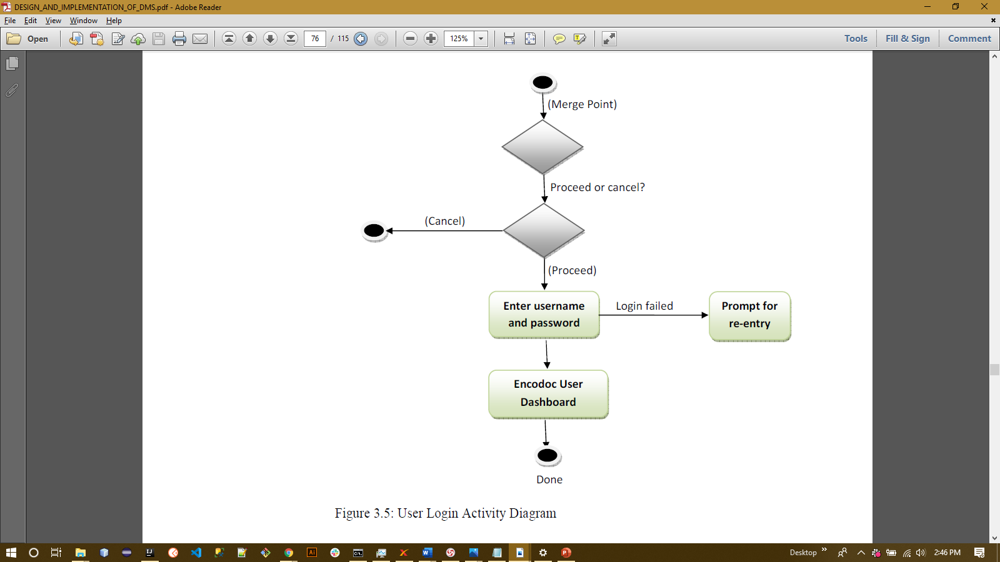 DESIGN_AND_IMPLEMENTATION_OF_DMS.pdf - Adobe Reader
File Edit View Window Help
Open 76 / 115 125% Tools Fill & Sign Comment
(Merge Point)
Proceed or cancel?
(Cancel)
(Proceed)
Enter username
and password
Login failed
Prompt for
re-entry
Encodoc User
Dashboard
Done
Figure 3.5: User Login Activity Diagram
Desktop 2:46 PM